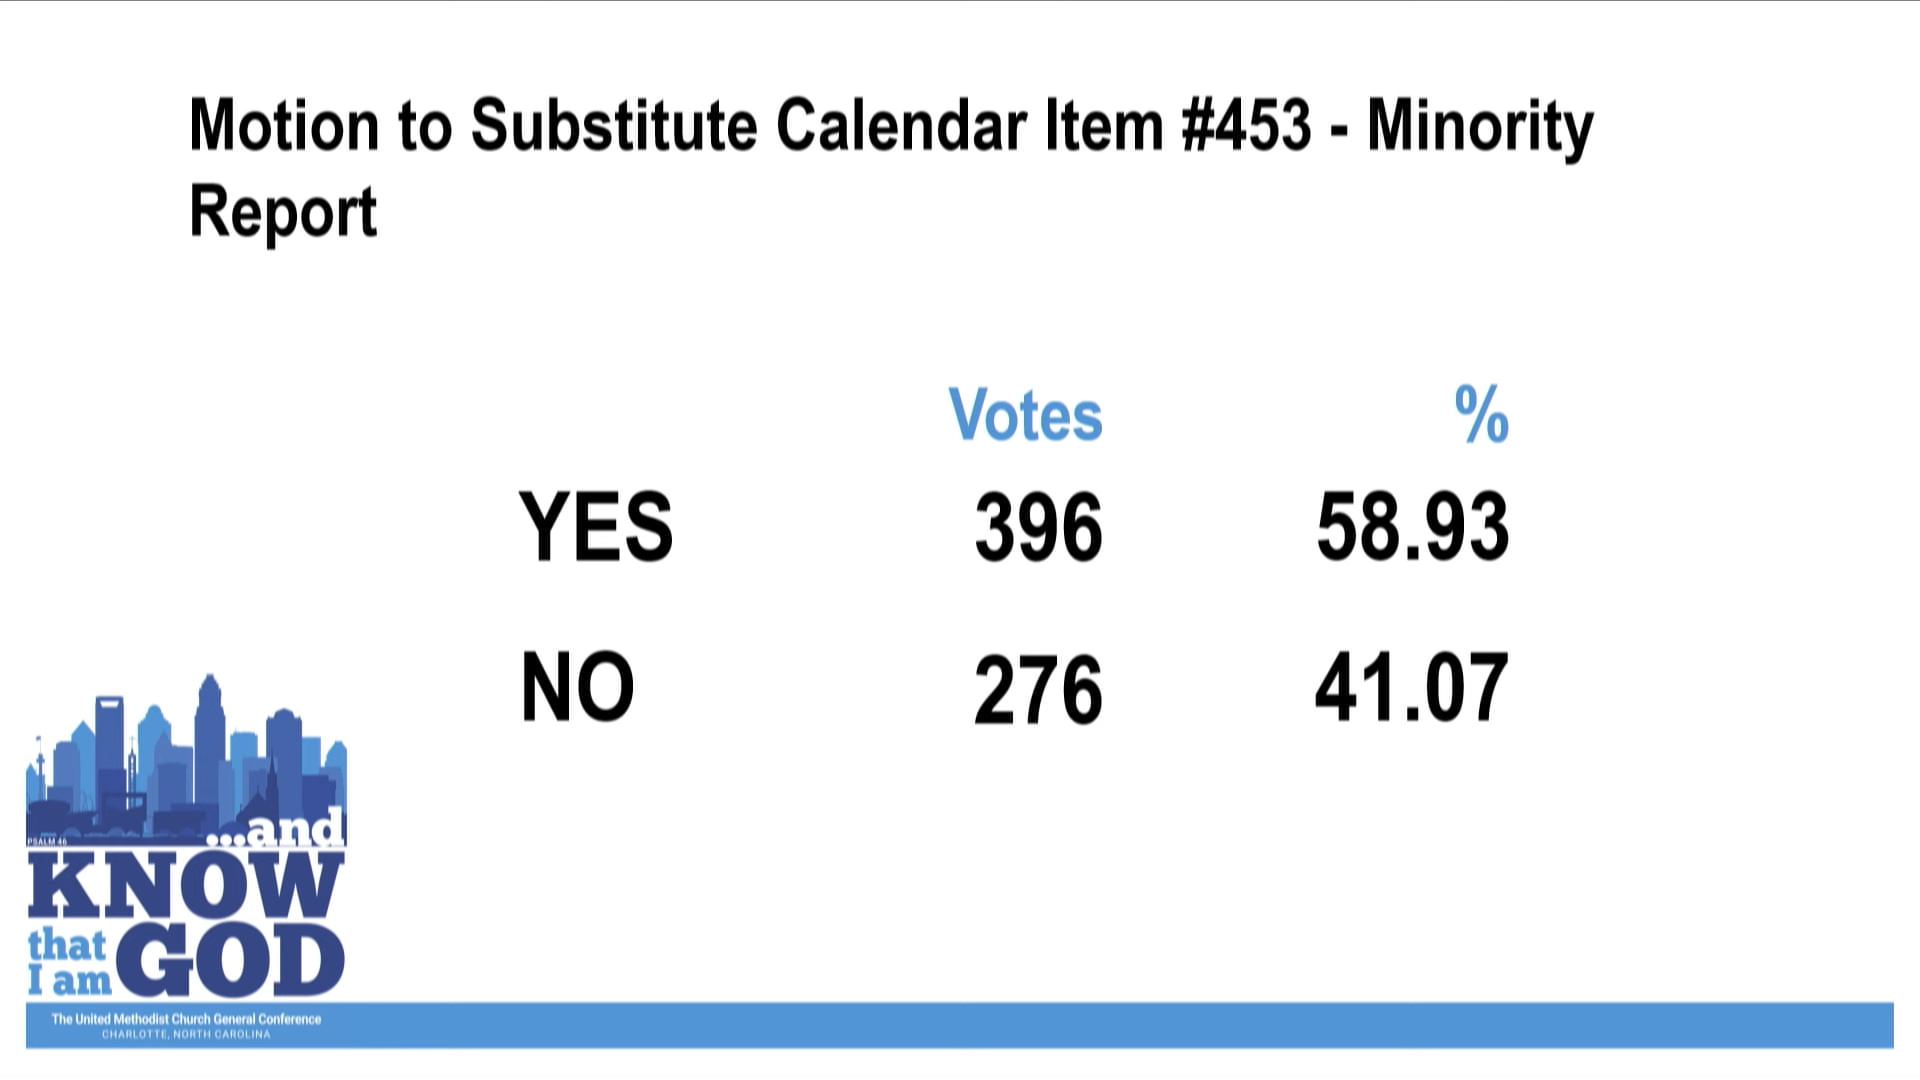 Motion to Substitute Calendar Item #453 - Minority
Report
Votes %
YES 396 58.93
NO 276 41.07
PSALM 46
...and
KNOW
that
I am
GOD
The United Methodist Church General Conference
CHARLOTTE, NORTH CAROLINA